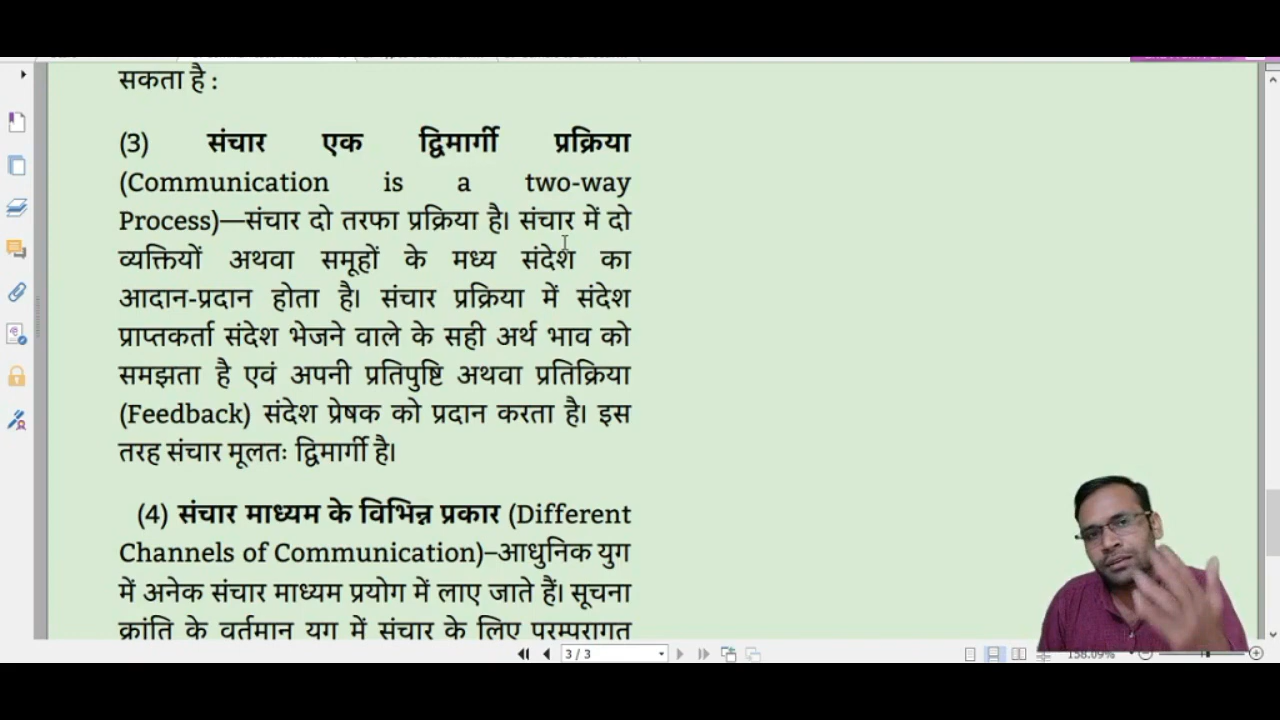 सकता है :
(3) संचार एक द्विमार्गी प्रक्रिया
(Communication is a two-way
Process)—संचार दो तरफा प्रक्रिया है। संचार में दो
व्यक्तियों अथवा समूहों के मध्य संदेश का
आदान-प्रदान होता है। संचार प्रक्रिया में संदेश
प्राप्तकर्ता संदेश भेजने वाले के सही अर्थ भाव को
समझता है एवं अपनी प्रतिपुष्टि अथवा प्रतिक्रिया
(Feedback) संदेश प्रेषक को प्रदान करता है। इस
तरह संचार मूलतः द्विमार्गी है।
(4) संचार माध्यम के विभिन्न प्रकार (Different
Channels of Communication)–आधुनिक युग
में अनेक संचार माध्यम प्रयोग में लाए जाते हैं। सूचना
क्रांति के वर्तमान युग में संचार के लिए परम्परागत
3 / 3
158.09%